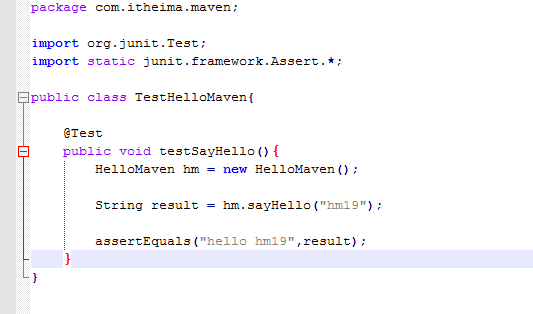 package com.itheima.maven;
import org.junit.Test;
import static junit.framework.Assert.*;
public class TestHelloMaven{
@Test
public void testSayHello(){
HelloMaven hm = new HelloMaven();
String result = hm.sayHello("hm19");
assertEquals("hello hm19",result);
}
}